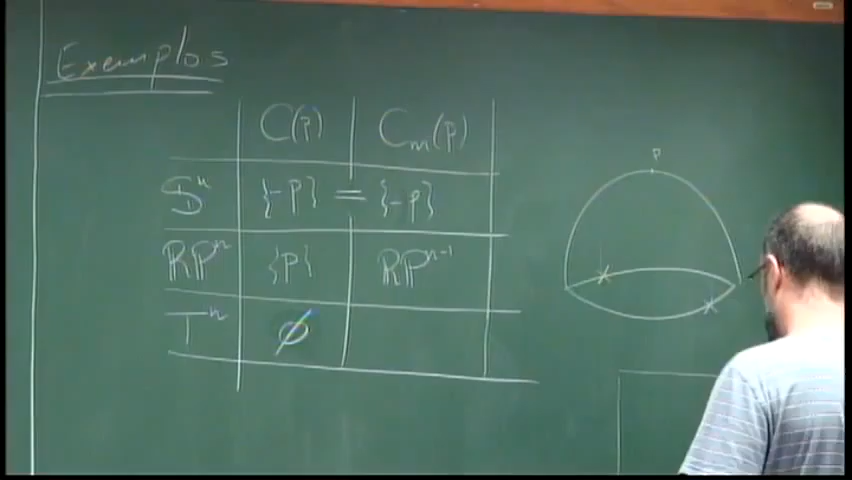 Exemplos
C(p) C_m(p)
S^n {-p} = {-p}
RP^n {p} RP^{n-1}
T^n ∅
p